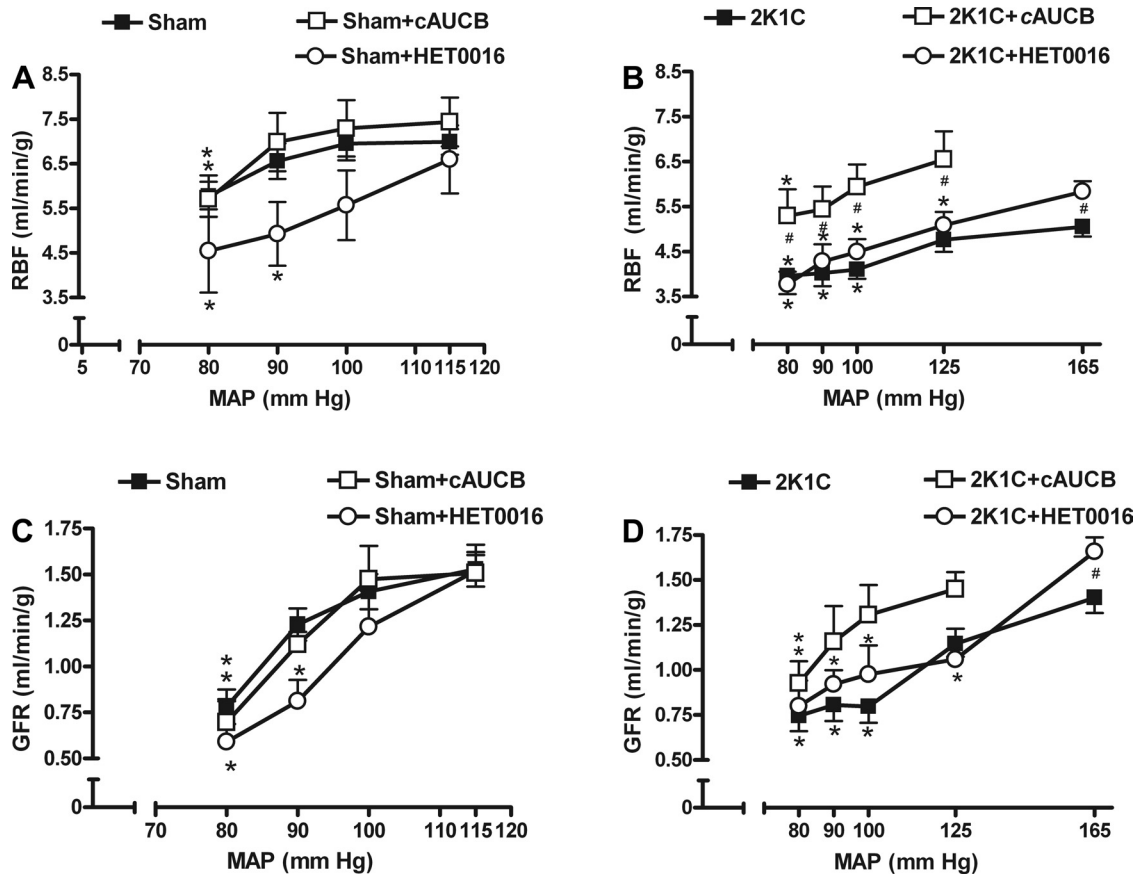 Sham
Sham+cAUCB
Sham+HET0016
A
8.5
7.5
6.5
5.5
4.5
3.5
0
RBF (ml/min/g)
*
*
*
*
5 70 80 90 100 110 115 120
MAP (mm Hg)
2K1C
2K1C+cAUCB
2K1C+HET0016
B
8.5
7.5
6.5
5.5
4.5
3.5
0
RBF (ml/min/g)
*
# # # # #
* * * *
* * *
80 90 100 125 165
MAP (mm Hg)
Sham
Sham+cAUCB
Sham+HET0016
C
1.75
1.50
1.25
1.00
0.75
0.50
0
GFR (ml/min/g)
*
*
*
*
70 80 90 100 110 115 120
MAP (mm Hg)
2K1C
2K1C+cAUCB
2K1C+HET0016
D
1.75
1.50
1.25
1.00
0.75
0.50
0
GFR (ml/min/g)
#
*
* * *
*
* * *
80 90 100 125 165
MAP (mm Hg)